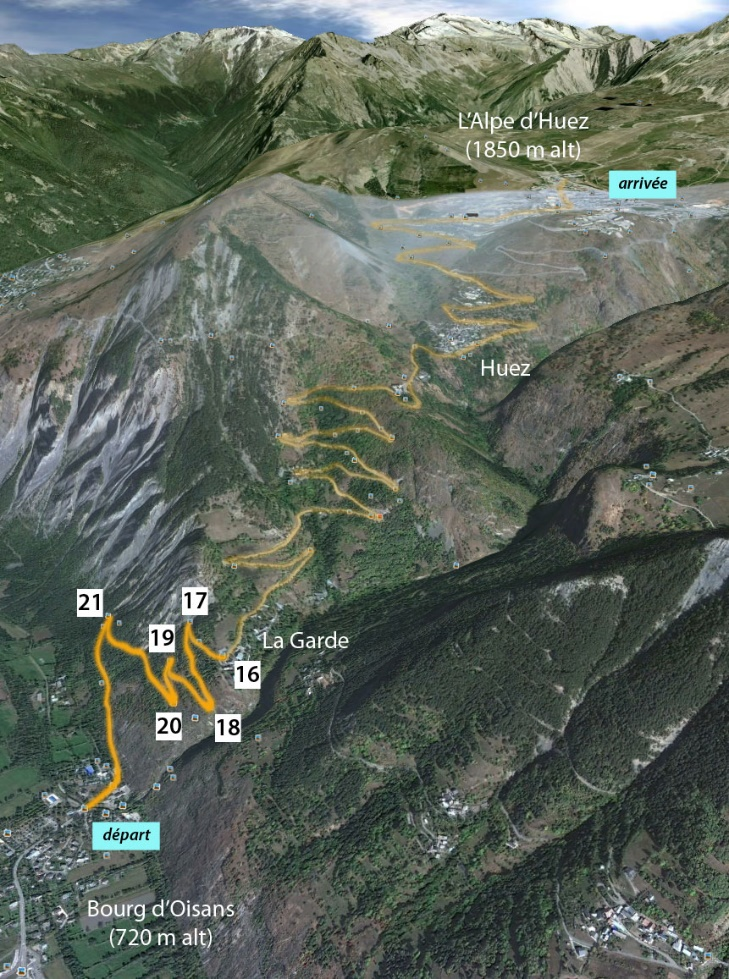 L'Alpe d'Huez
(1850 m alt)
arrivée
Huez
21
17
19
La Garde
16
20
18
départ
Bourg d'Oisans
(720 m alt)